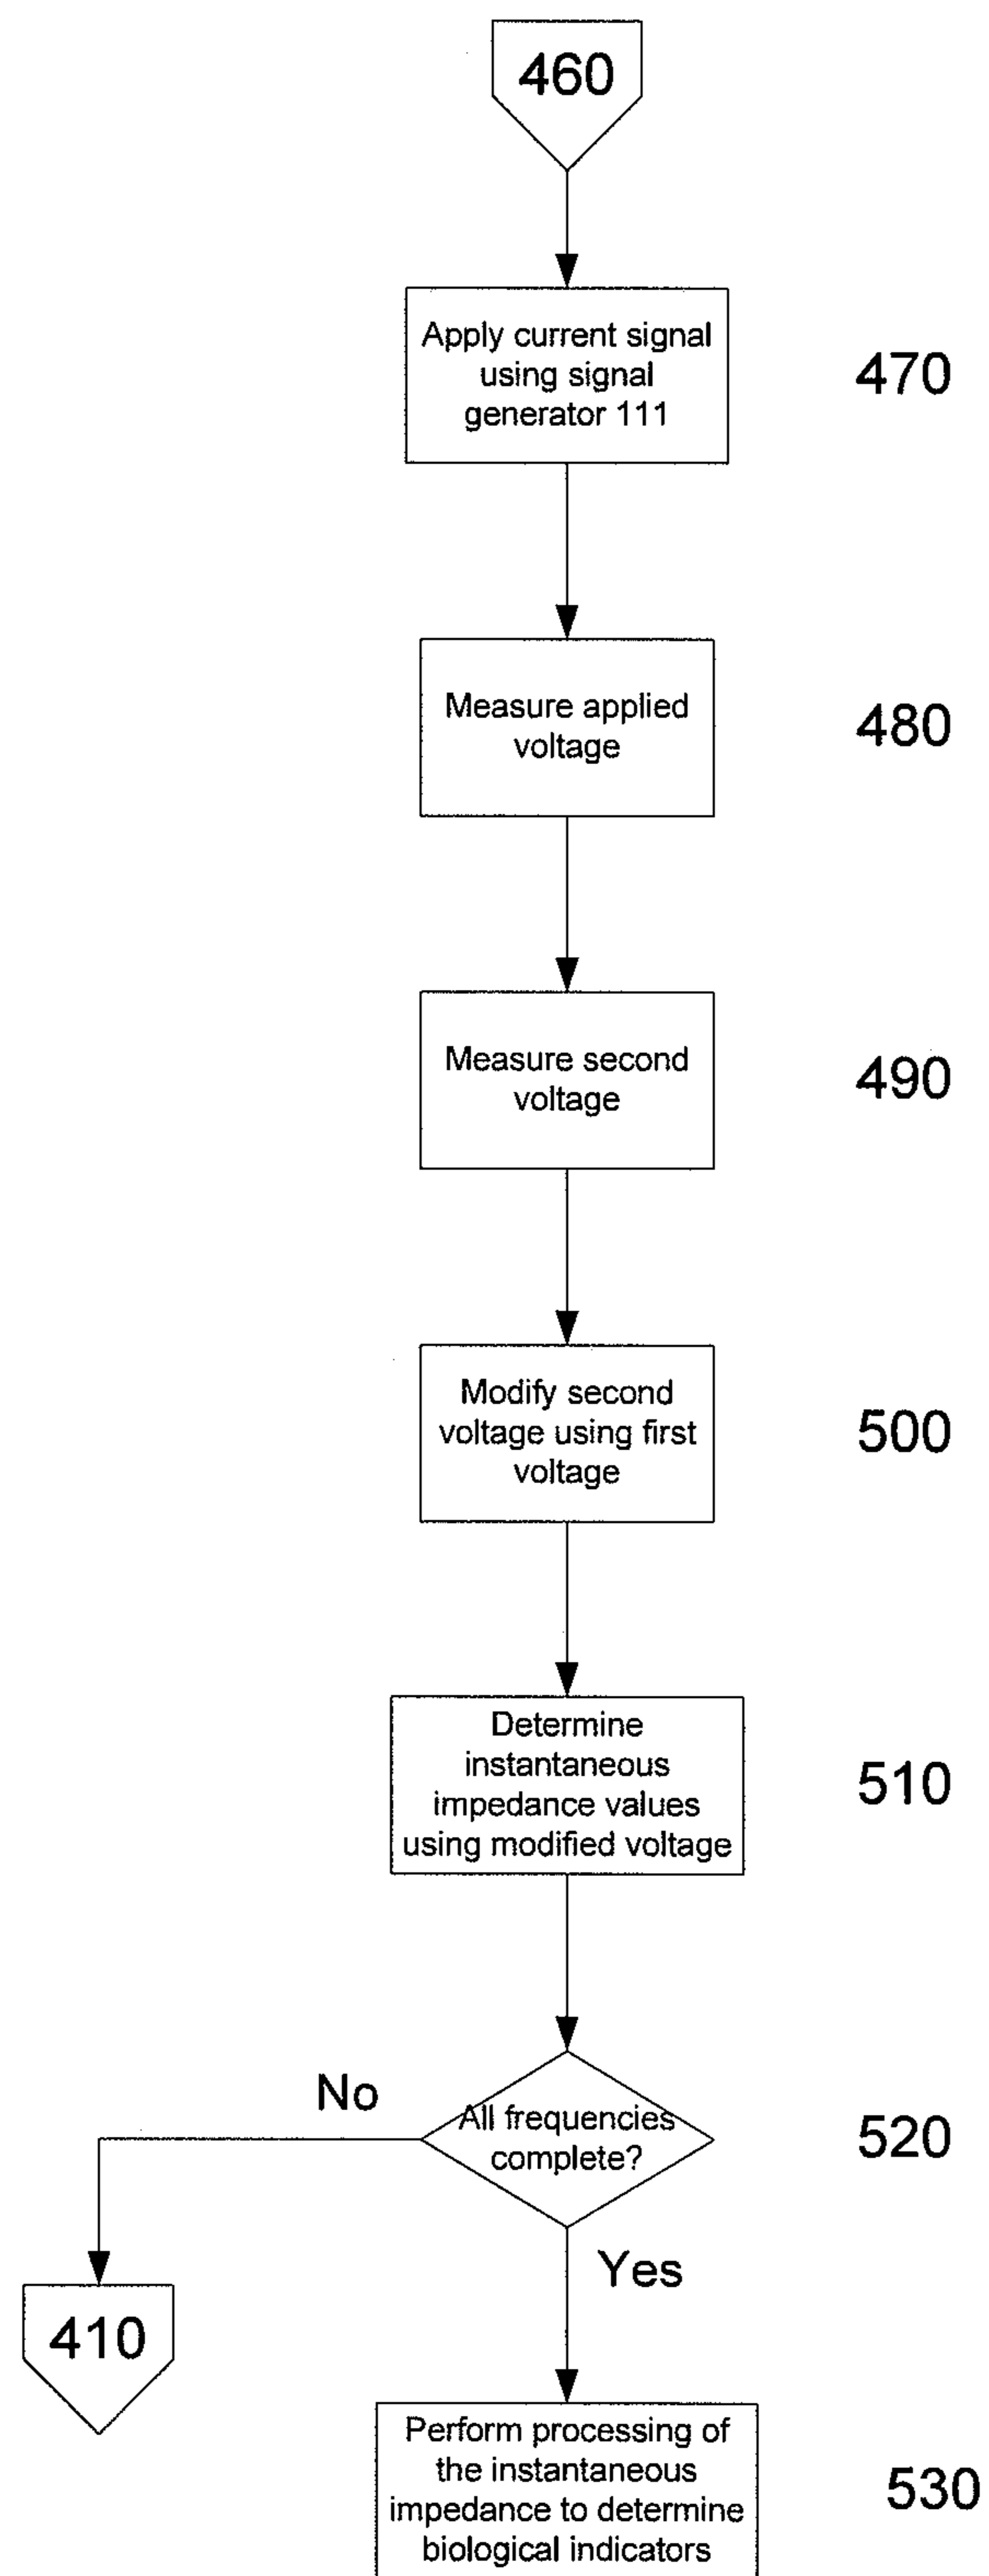 460
Apply current signal
using signal
generator 111
470
Measure applied
voltage
480
Measure second
voltage
490
Modify second
voltage using first
voltage
500
Determine
instantaneous
impedance values
using modified voltage
510
No
All frequencies
complete?
520
Yes
410
Perform processing of
the instantaneous
impedance to determine
biological indicators
530